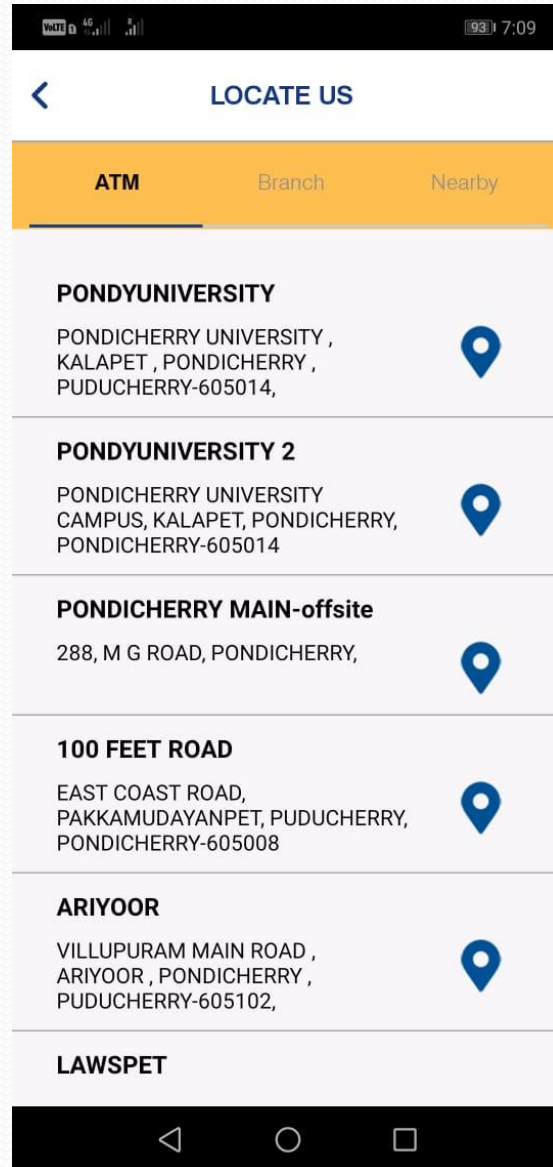 VoLTE 4G R 93 7:09
LOCATE US
ATM Branch Nearby
PONDYUNIVERSITY
PONDICHERRY UNIVERSITY ,
KALAPET , PONDICHERRY ,
PUDUCHERRY-605014,
PONDYUNIVERSITY 2
PONDICHERRY UNIVERSITY
CAMPUS, KALAPET, PONDICHERRY,
PONDICHERRY-605014
PONDICHERRY MAIN-offsite
288, M G ROAD, PONDICHERRY,
100 FEET ROAD
EAST COAST ROAD,
PAKKAMUDAYANPET, PUDUCHERRY,
PONDICHERRY-605008
ARIYOOR
VILLUPURAM MAIN ROAD ,
ARIYOOR , PONDICHERRY ,
PUDUCHERRY-605102,
LAWSPET